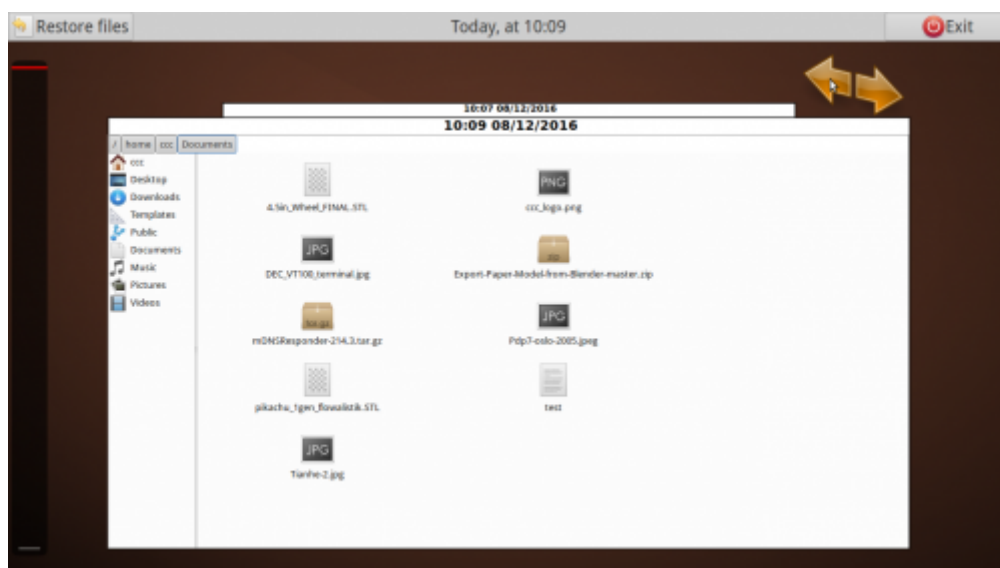 Restore files
Today, at 10:09
Exit
10:07 08/12/2016
10:09 08/12/2016
/ home ccc Documents
ccc
Desktop
Downloads
Templates
Public
Documents
Music
Pictures
Videos
4.5in_Wheel_FINAL.STL
PNG
ccc_logo.png
JPG
DEC_VT100_terminal.jpg
zip
Export-Paper-Model-from-Blender-master.zip
tar.gz
mDNSResponder-214.3.tar.gz
JPG
Pdp7-oslo-2005.jpeg
pikachu_1gen_flowalistik.STL
test
JPG
Tianhe-2.jpg